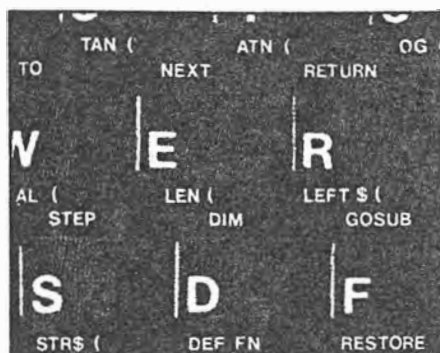 TAN ( ATN ( OG
TO NEXT RETURN
W E R
AL ( LEN ( LEFT $ (
STEP DIM GOSUB
S D F
STR$ ( DEF FN RESTORE